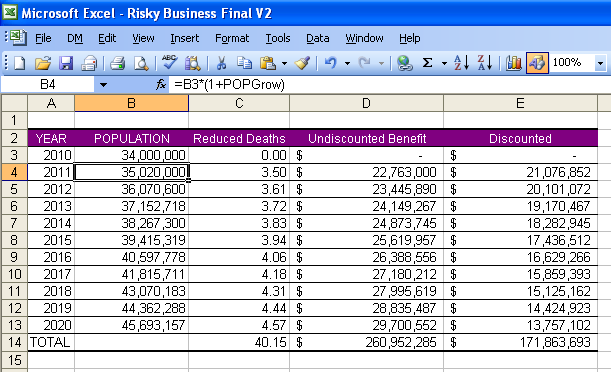 Microsoft Excel - Risky Business Final V2
File DM Edit View Insert Format Tools Data Window Help
ABC Σ A Z Z A 100%
B4 fx =B3*(1+POPGrow)
A B C D E
1
2 YEAR POPULATION Reduced Deaths Undiscounted Benefit Discounted
3 2010 34,000,000 0.00 $ - $ -
4 2011 35,020,000 3.50 $ 22,763,000 $ 21,076,852
5 2012 36,070,600 3.61 $ 23,445,890 $ 20,101,072
6 2013 37,152,718 3.72 $ 24,149,267 $ 19,170,467
7 2014 38,267,300 3.83 $ 24,873,745 $ 18,282,945
8 2015 39,415,319 3.94 $ 25,619,957 $ 17,436,512
9 2016 40,597,778 4.06 $ 26,388,556 $ 16,629,266
10 2017 41,815,711 4.18 $ 27,180,212 $ 15,859,393
11 2018 43,070,183 4.31 $ 27,995,619 $ 15,125,162
12 2019 44,362,288 4.44 $ 28,835,487 $ 14,424,923
13 2020 45,693,157 4.57 $ 29,700,552 $ 13,757,102
14 TOTAL 40.15 $ 260,952,285 $ 171,863,693
15